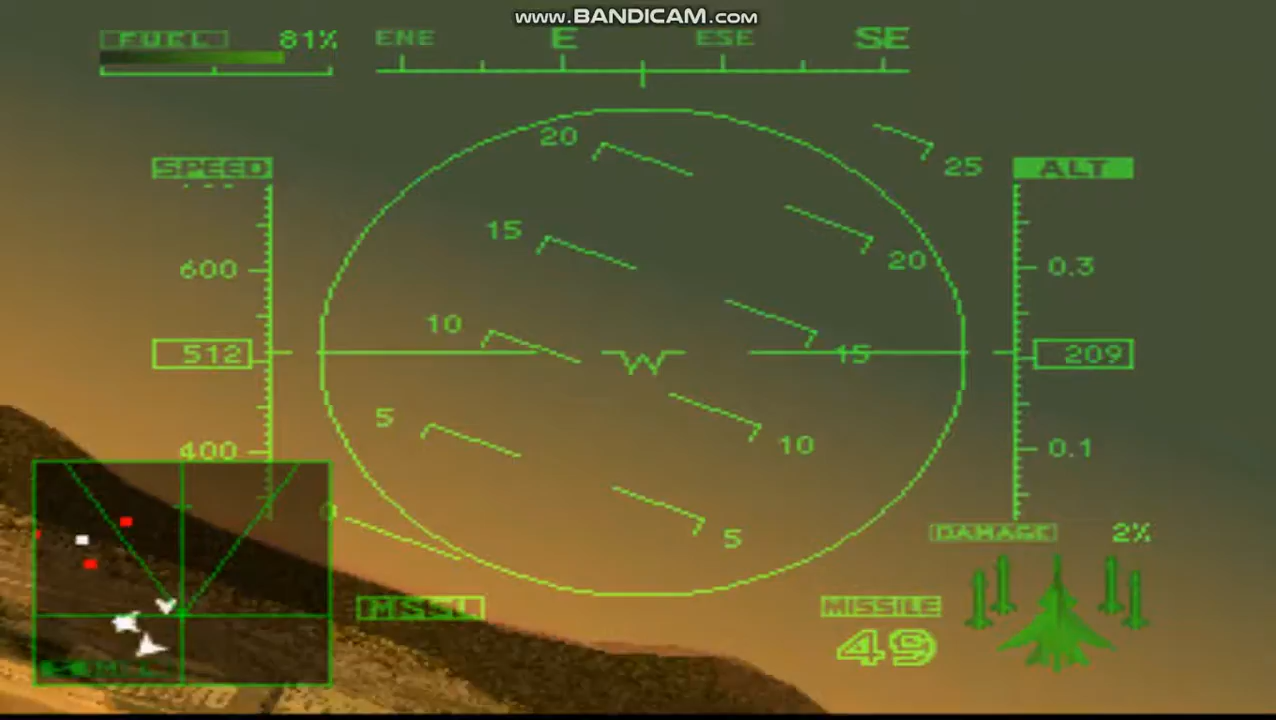 www.BANDICAM.com
FUEL 81%
ENE E ESE SE
SPEED
ALT
20
25
15
20
600
0.3
10
15
512
209
5
10
400
0.1
0
5
DAMAGE 2%
MSSL
MISSILE
49